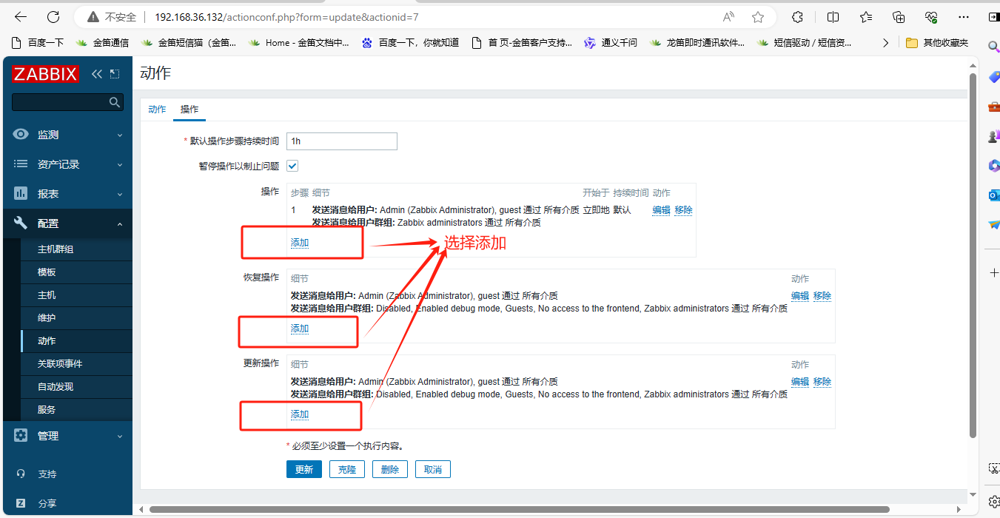 不安全 192.168.36.132/actionconf.php?form=update&actionid=7
百度一下 金笛通信 金笛短信猫（金笛... Home - 金笛文档中... 百度一下，你就知道 首 页-金笛客户支持... 通义千问 龙笛即时通讯软件... 短信驱动 / 短信资... 其他收藏夹
ZABBIX
动作
动作 操作
* 默认操作步骤持续时间 1h
监测
暂停操作以制止问题
资产记录
操作 步骤 细节 开始于 持续时间 动作
报表
1 发送消息给用户: Admin (Zabbix Administrator), guest 通过 所有介质 立即地 默认 编辑 移除
发送消息给用户群组: Zabbix administrators 通过 所有介质
配置
添加
选择添加
主机群组
模板
恢复操作 细节 动作
主机
发送消息给用户: Admin (Zabbix Administrator), guest 通过 所有介质 编辑 移除
发送消息给用户群组: Disabled, Enabled debug mode, Guests, No access to the frontend, Zabbix administrators 通过 所有介质
维护
添加
动作
更新操作 细节 动作
关联项事件
发送消息给用户: Admin (Zabbix Administrator), guest 通过 所有介质 编辑 移除
自动发现
发送消息给用户群组: Disabled, Enabled debug mode, Guests, No access to the frontend, Zabbix administrators 通过 所有介质
服务
添加
管理
* 必须至少设置一个执行内容。
更新 克隆 删除 取消
支持
Z 分享